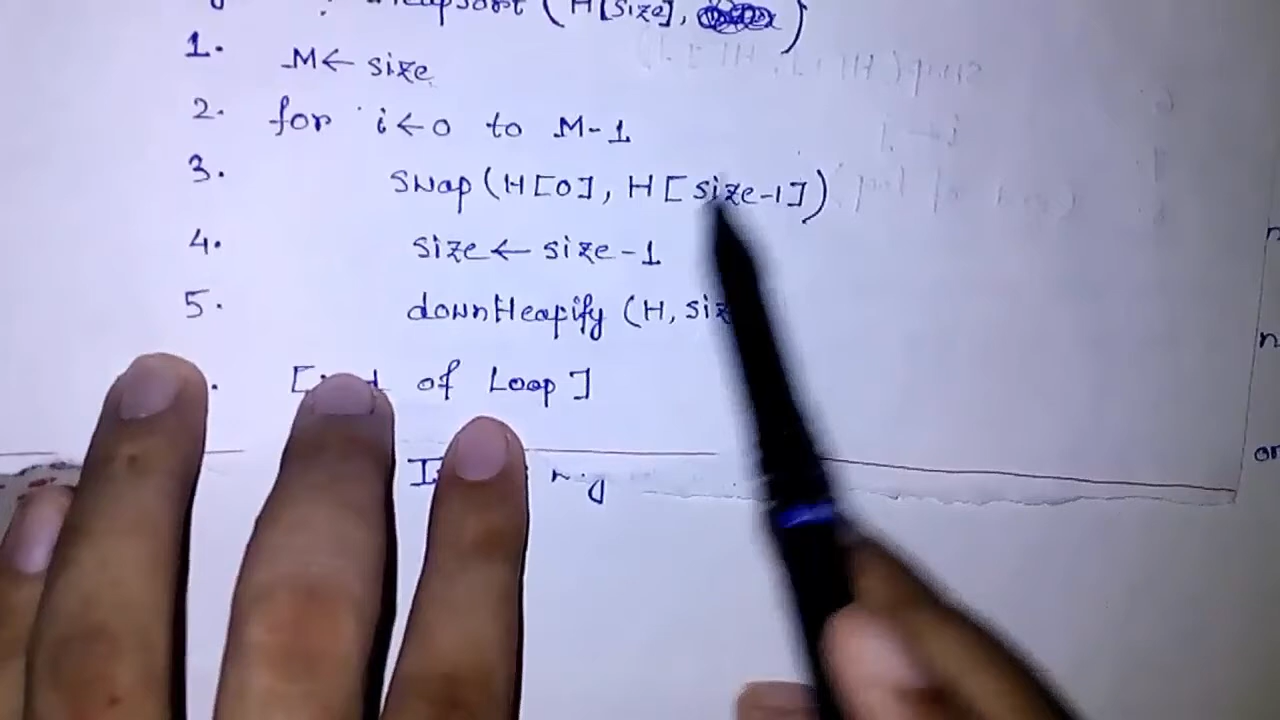 ( H[size],
1. M← size
2. for i←0 to M-1
3. swap (H[0], H[size-1])
4. size ← size-1
5. downHeapify (H,
of Loop]